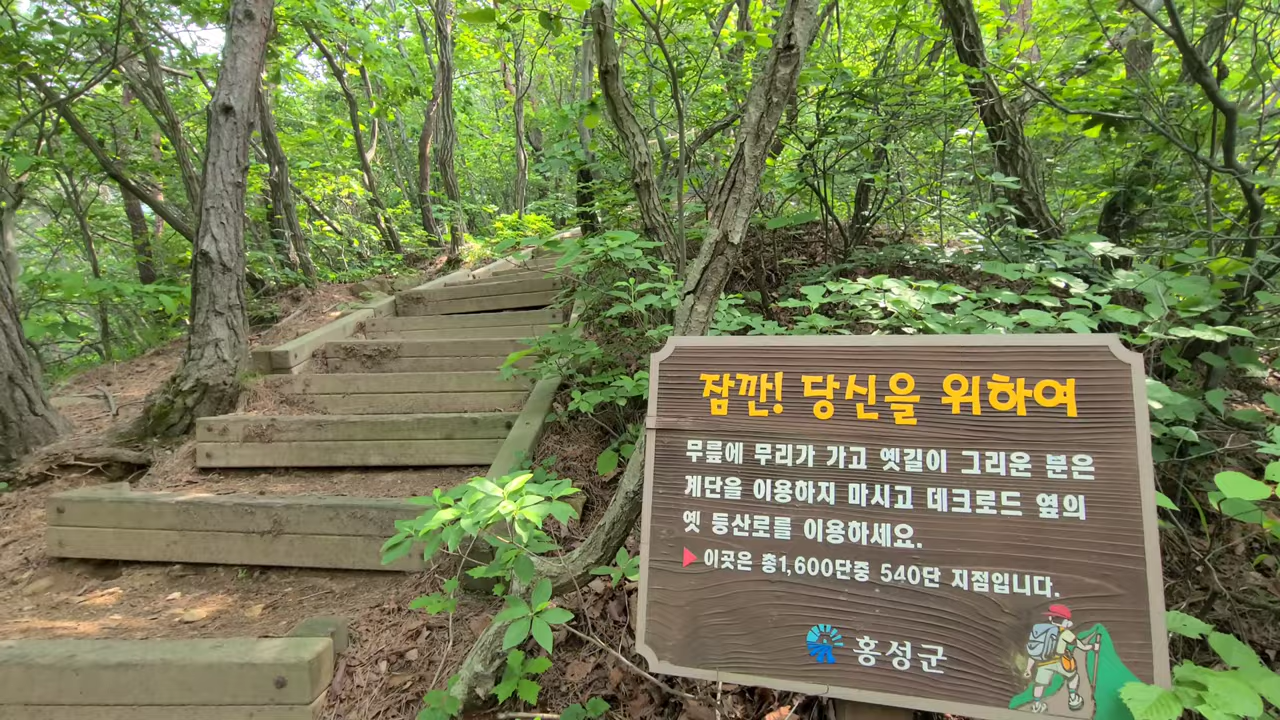 잠깐! 당신을 위하여
무릎에 무리가 가고 옛길이 그리운 분은
계단을 이용하지 마시고 데크로드 옆의
옛 등산로를 이용하세요.
▶ 이곳은 총1,600단중 540단 지점입니다.
홍성군